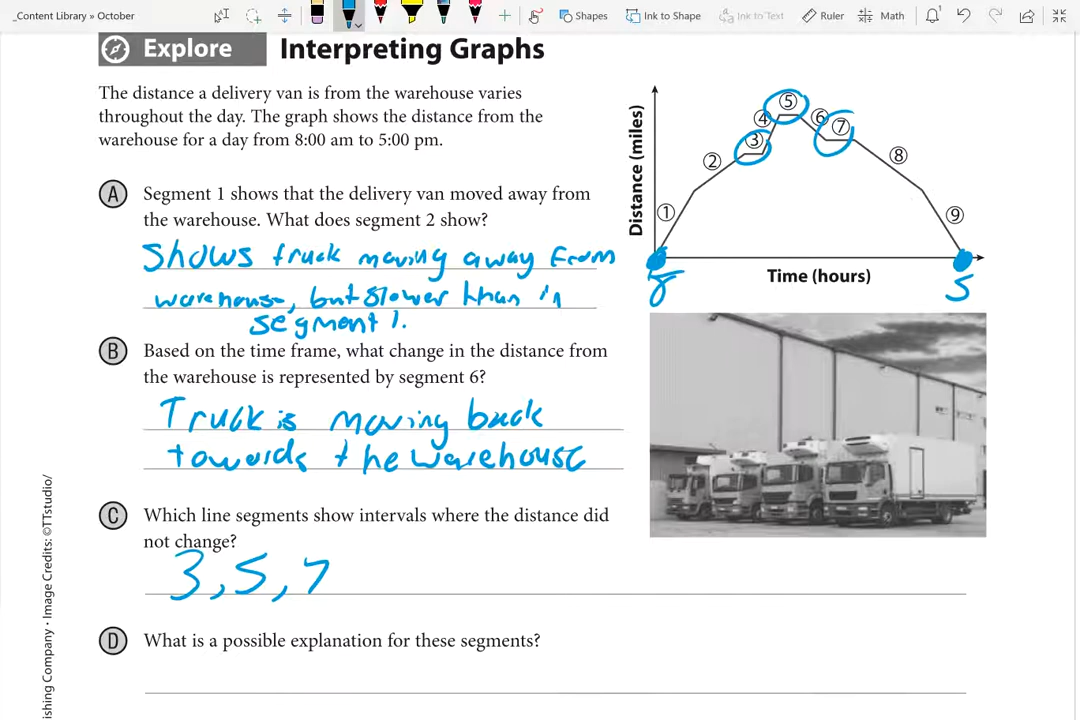 _Content Library » October
Shapes
Ink to Shape
Ink to Text
Ruler
Math
Explore
Interpreting Graphs
The distance a delivery van is from the warehouse varies
throughout the day. The graph shows the distance from the
warehouse for a day from 8:00 am to 5:00 pm.
A Segment 1 shows that the delivery van moved away from
the warehouse. What does segment 2 show?
Shows truck moving away From
warehouse, but slower than in
segment 1.
B Based on the time frame, what change in the distance from
the warehouse is represented by segment 6?
Truck is moving back
towards the warehouse
C Which line segments show intervals where the distance did
not change?
3, 5, 7
D What is a possible explanation for these segments?
Distance (miles)
1
2
3
4
5
6
7
8
9
Time (hours)
8
5
ishing Company • Image Credits: ©TTstudio/